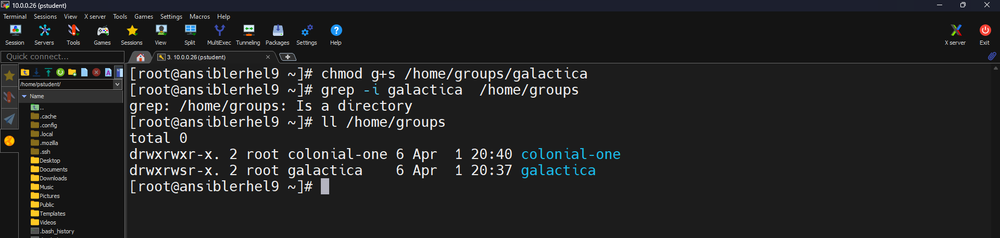 10.0.0.26 (pstudent)
Terminal Sessions View X server Tools Games Settings Macros Help
Session Servers Tools Games Sessions View Split MultiExec Tunneling Packages Settings Help X server Exit
Quick connect...
3. 10.0.0.26 (pstudent)
/home/pstudent/
Name
..
.cache
.config
.local
.mozilla
.ssh
Desktop
Documents
Downloads
Music
Pictures
Public
Templates
Videos
.bash_history
[root@ansiblerhel9 ~]# chmod g+s /home/groups/galactica
[root@ansiblerhel9 ~]# grep -i galactica  /home/groups
grep: /home/groups: Is a directory
[root@ansiblerhel9 ~]# ll /home/groups
total 0
drwxrwxr-x. 2 root colonial-one 6 Apr  1 20:40 colonial-one
drwxrwsr-x. 2 root galactica    6 Apr  1 20:37 galactica
[root@ansiblerhel9 ~]#